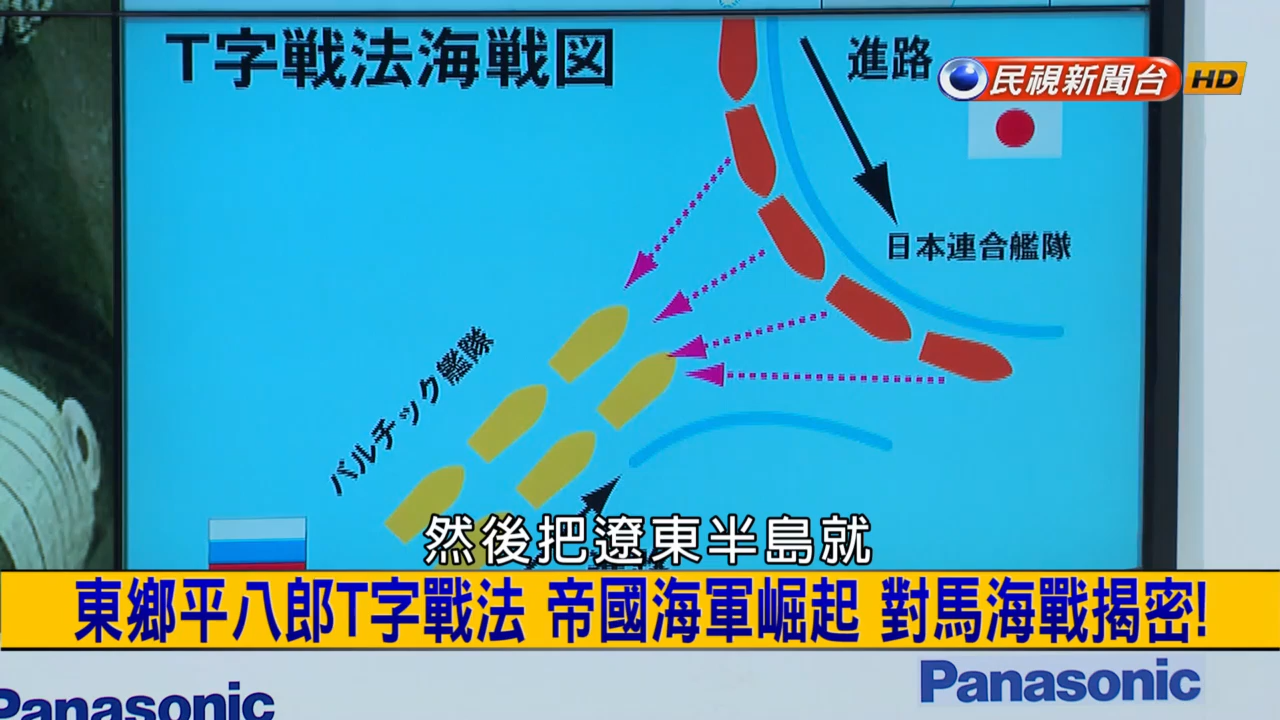 T字戦法海戦図
進路
民視新聞台 HD
日本連合艦隊
バルチック艦隊
然後把遼東半島就
東鄉平八郎T字戰法 帝國海軍崛起 對馬海戰揭密!
Panasonic
Panasonic